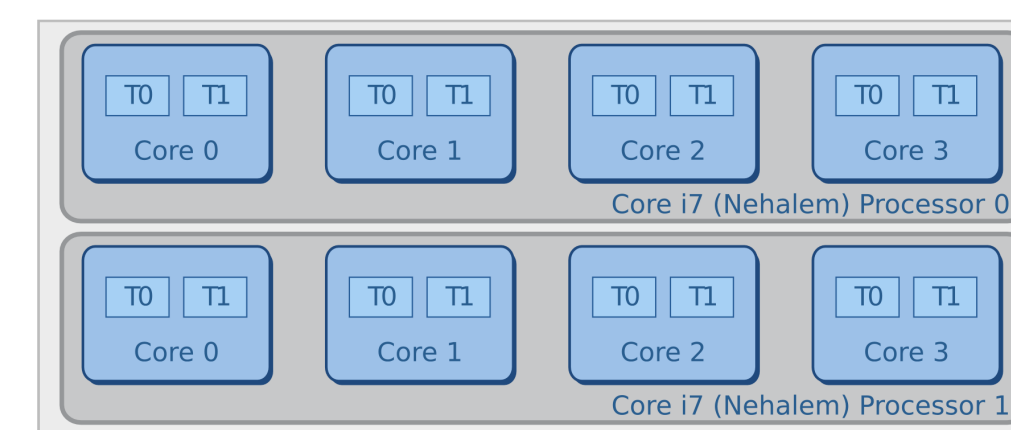 T0 T1 T0 T1 T0 T1 T0 T1
Core 0 Core 1 Core 2 Core 3
Core i7 (Nehalem) Processor 0
T0 T1 T0 T1 T0 T1 T0 T1
Core 0 Core 1 Core 2 Core 3
Core i7 (Nehalem) Processor 1